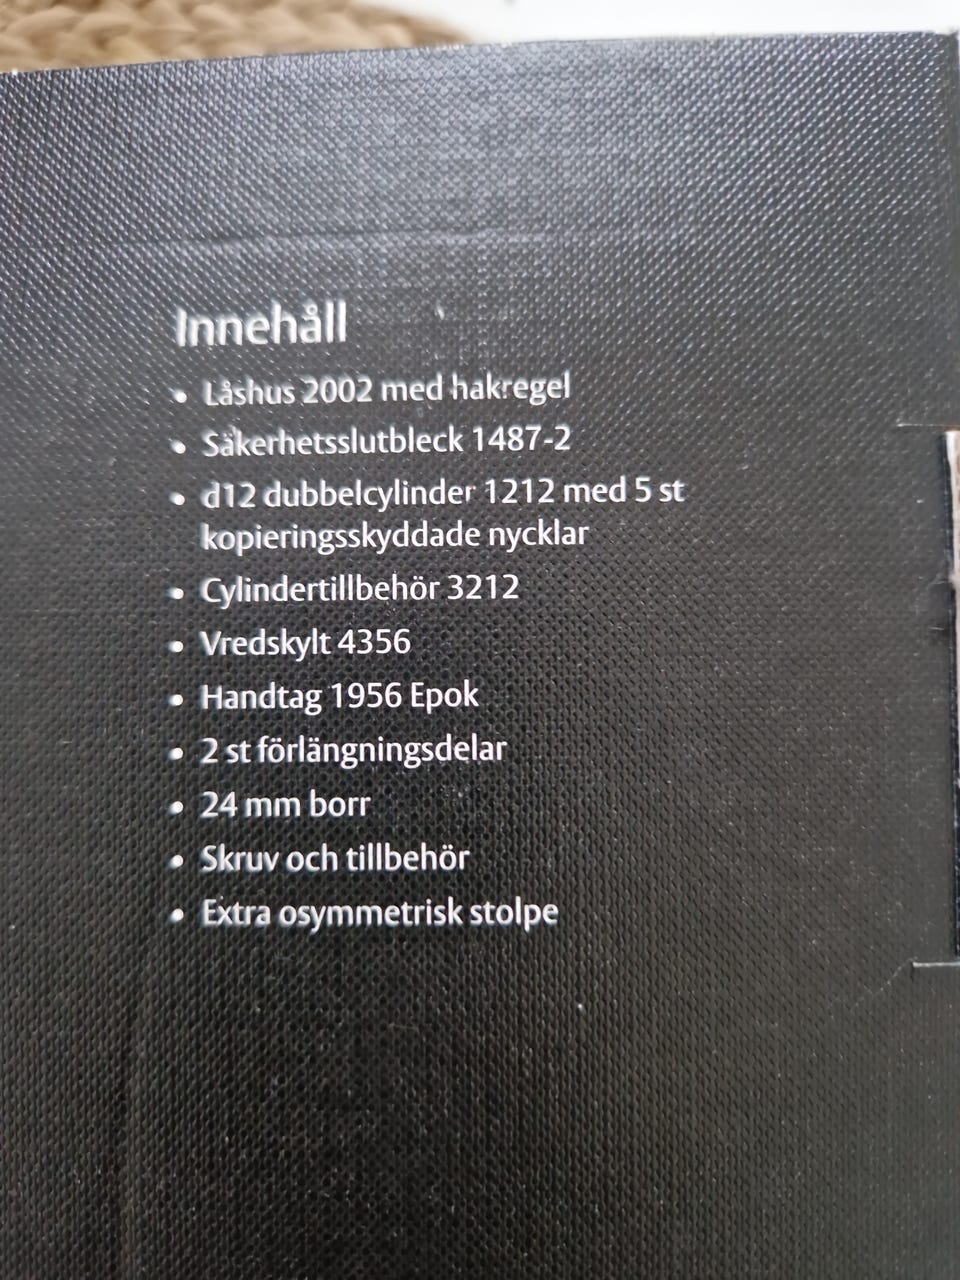 Innehåll
• Låshus 2002 med hakregel
• Säkerhetsslutbleck 1487-2
• d12 dubbelcylinder 1212 med 5 st
kopieringsskyddade nycklar
• Cylindertillbehör 3212
• Vredskylt 4356
• Handtag 1956 Epok
• 2 st förlängningsdelar
• 24 mm borr
• Skruv och tillbehör
• Extra osymmetrisk stolpe